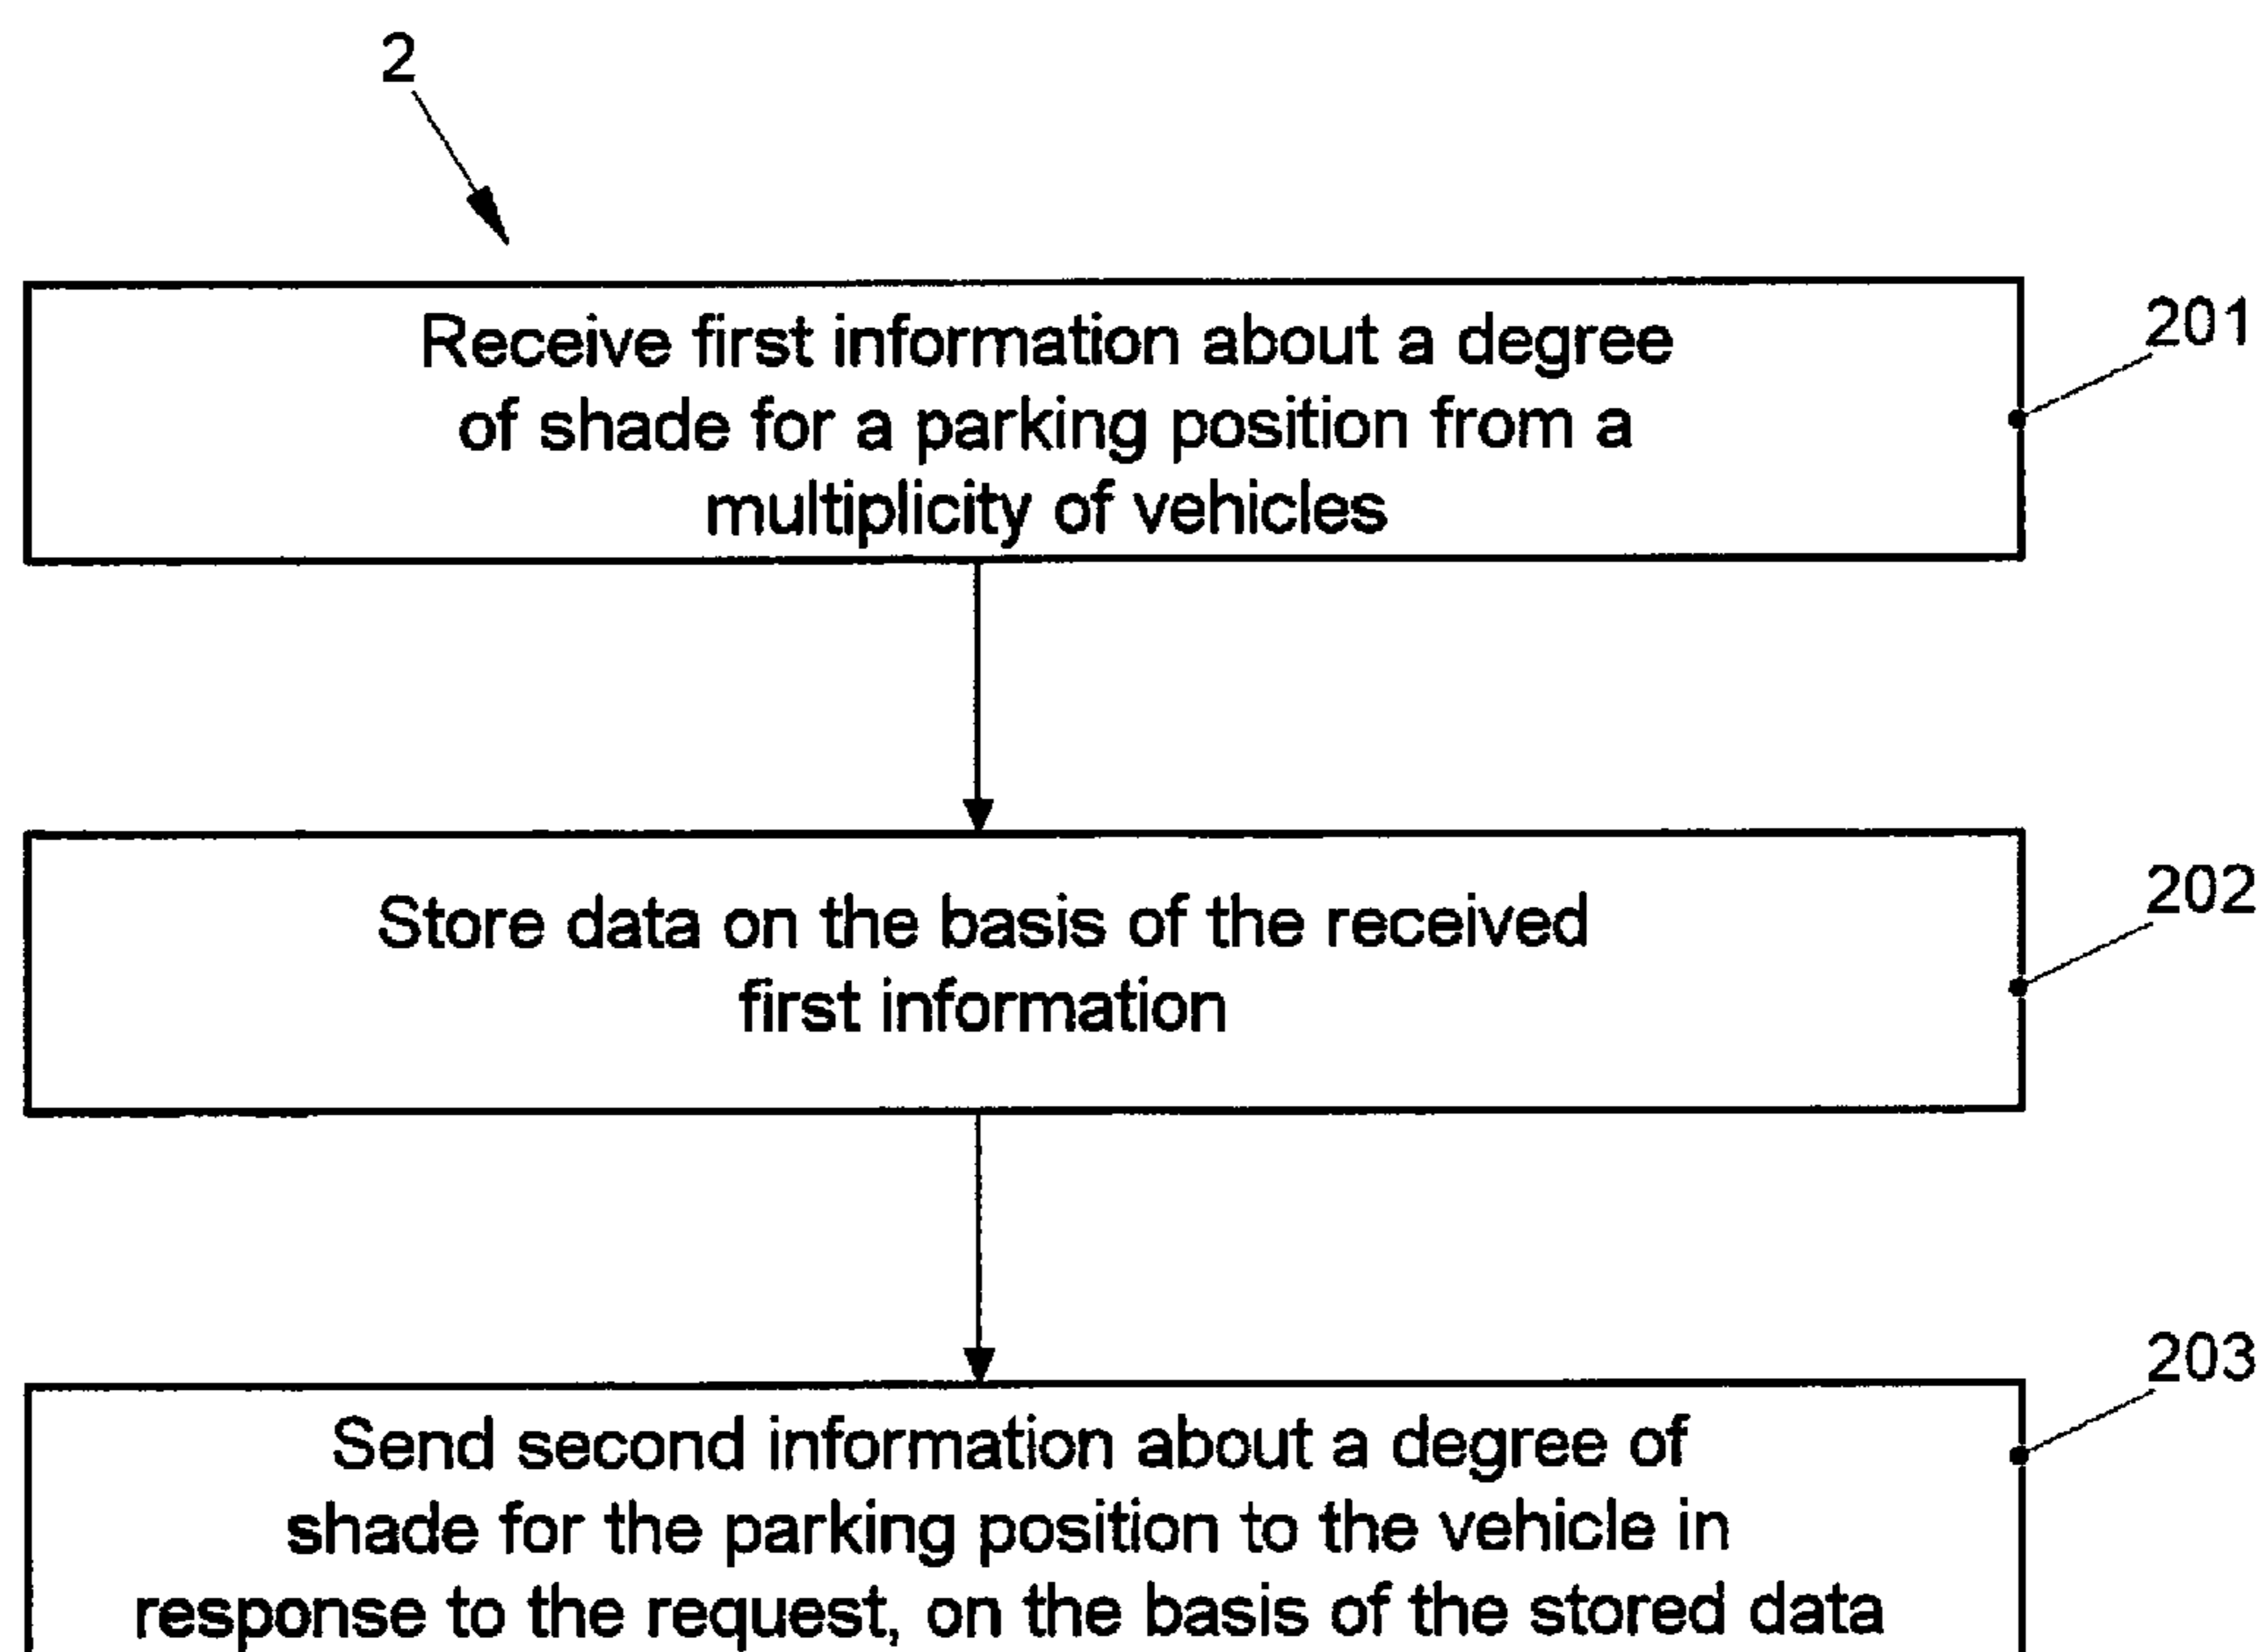 2
Receive first information about a degree
of shade for a parking position from a
multiplicity of vehicles
201
Store data on the basis of the received
first information
202
Send second information about a degree of
shade for the parking position to the vehicle in
response to the request, on the basis of the stored data
203